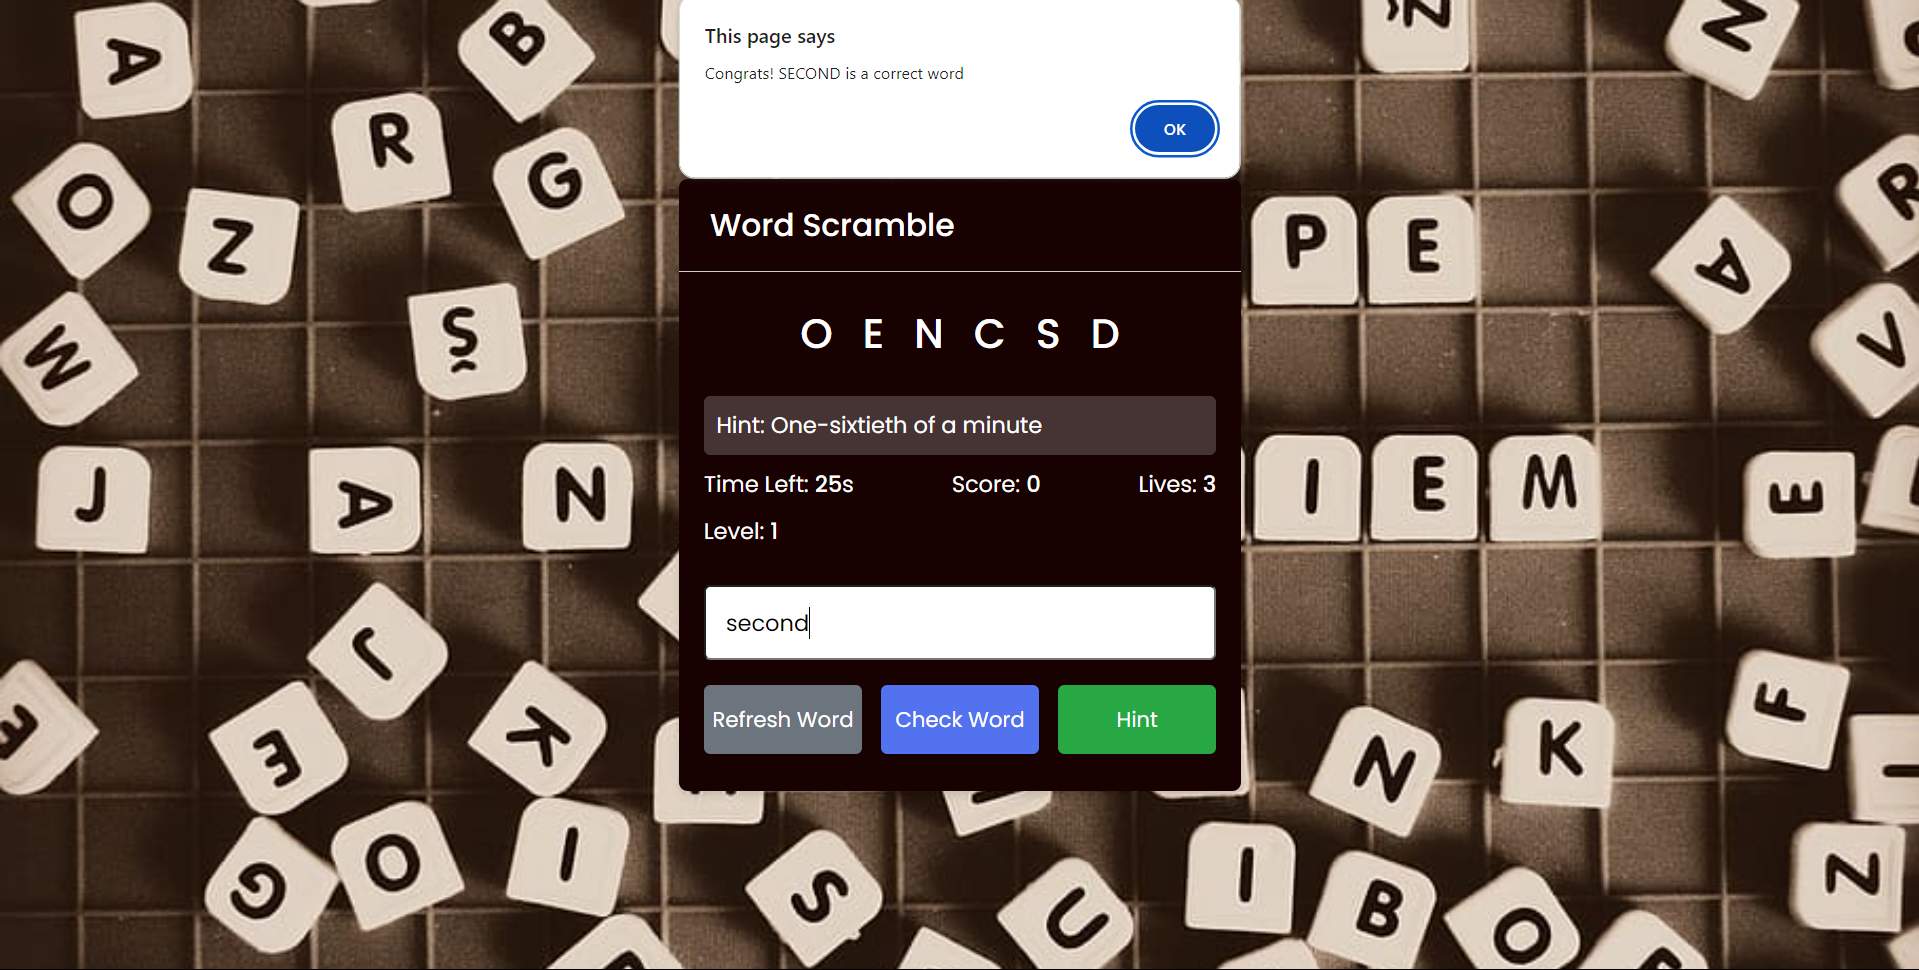 This page says
Congrats! SECOND is a correct word
OK
Word Scramble
O E N C S D
Hint: One-sixtieth of a minute
Time Left: 25s Score: 0 Lives: 3
Level: 1
second
Refresh Word Check Word Hint
A
B
Ñ
Z
R
G
O
Z
P E
A
R
W
Ş
V
J
A
N
I E M
E
J
E
E
K
N
K
F
I
G
O
I
S
U
I
B
O
Z